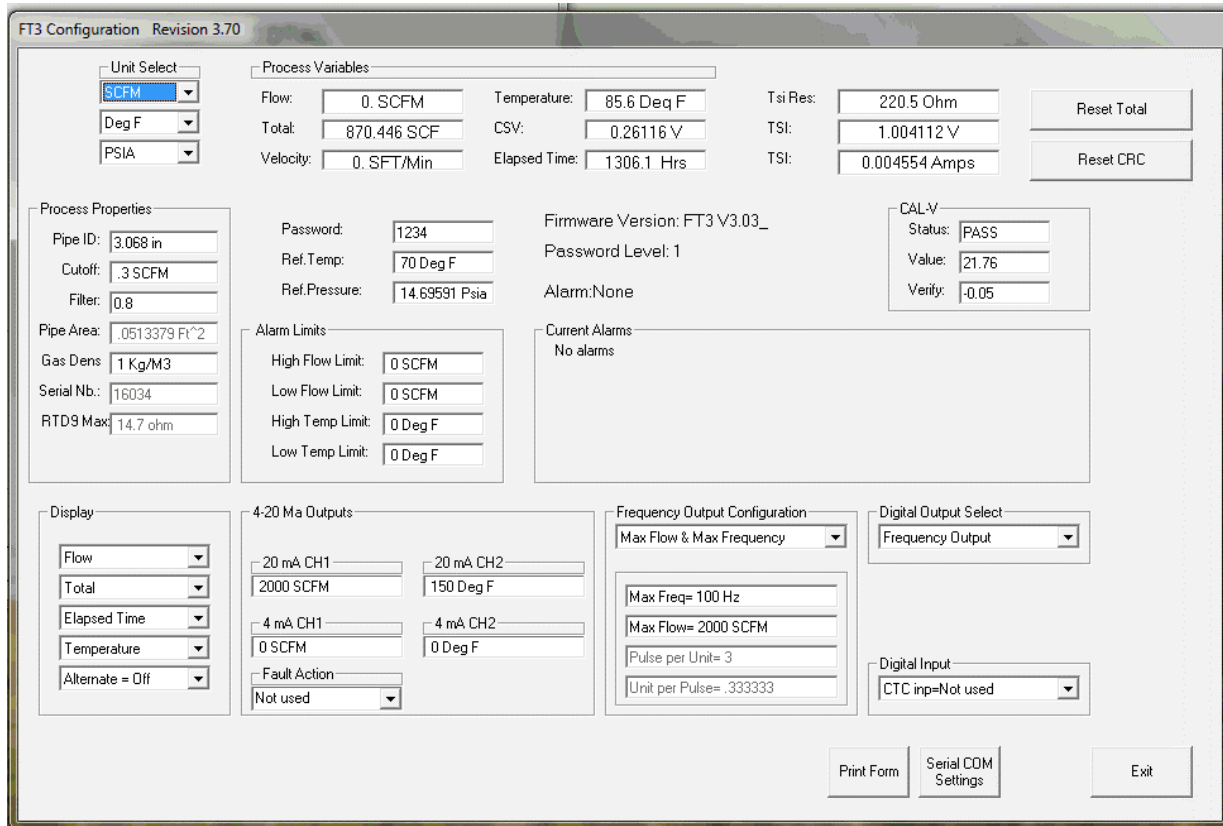 FT3 Configuration Revision 3.70
Unit Select
SCFM
Deg F
PSIA
Process Variables
Flow: 0. SCFM
Total: 870.446 SCF
Velocity: 0. SFT/Min
Temperature: 85.6 Deg F
CSV: 0.26116 V
Elapsed Time: 1306.1 Hrs
Tsi Res: 220.5 Ohm
TSI: 1.004112 V
TSI: 0.004554 Amps
Reset Total
Reset CRC
Process Properties
Pipe ID: 3.068 in
Cutoff: .3 SCFM
Filter: 0.8
Pipe Area: .0513379 Ft^2
Gas Dens 1 Kg/M3
Serial Nb.: 16034
RTD9 Max: 14.7 ohm
Password: 1234
Ref.Temp: 70 Deg F
Ref.Pressure: 14.69591 Psia
Firmware Version: FT3 V3.03_
Password Level: 1
Alarm:None
CAL-V
Status: PASS
Value: 21.76
Verify: -0.05
Alarm Limits
High Flow Limit: 0 SCFM
Low Flow Limit: 0 SCFM
High Temp Limit: 0 Deg F
Low Temp Limit: 0 Deg F
Current Alarms
No alarms
Display
Flow
Total
Elapsed Time
Temperature
Alternate = Off
4-20 Ma Outputs
20 mA CH1
2000 SCFM
20 mA CH2
150 Deg F
4 mA CH1
0 SCFM
4 mA CH2
0 Deg F
Fault Action
Not used
Frequency Output Configuration
Max Flow & Max Frequency
Max Freq= 100 Hz
Max Flow= 2000 SCFM
Pulse per Unit= 3
Unit per Pulse= .333333
Digital Output Select
Frequency Output
Digital Input
CTC inp=Not used
Print Form
Serial COM
Settings
Exit